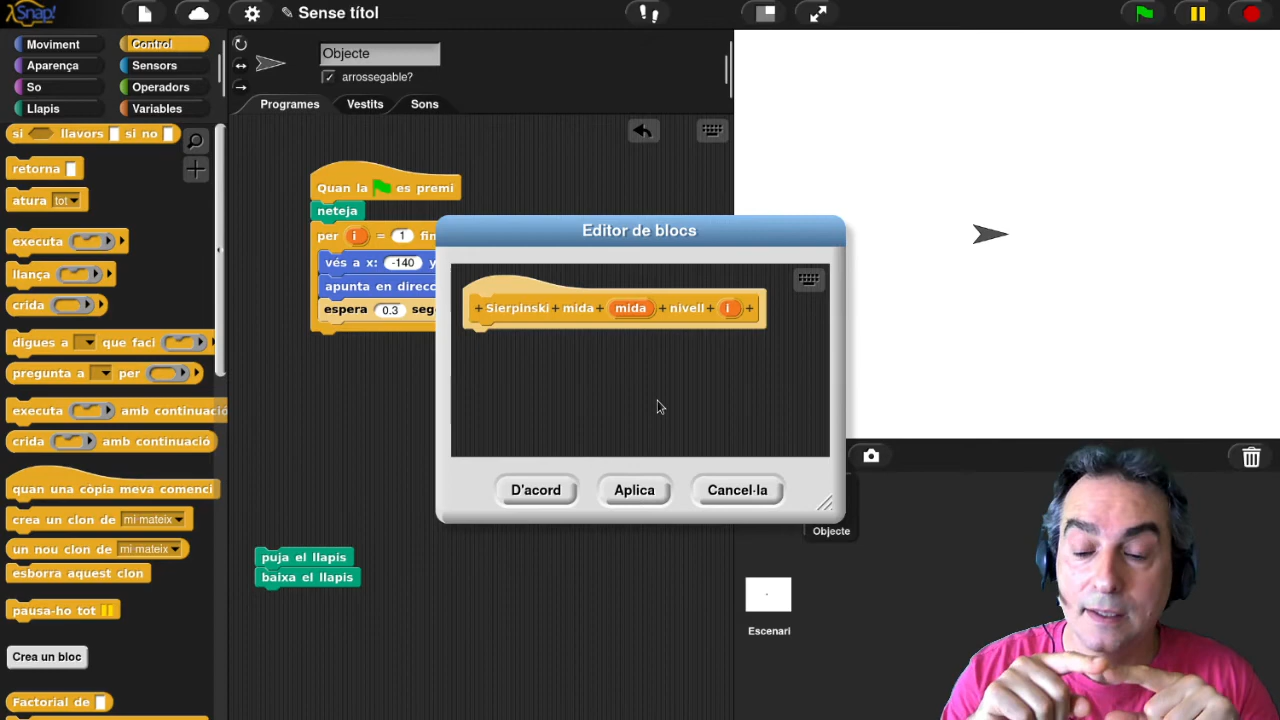 λSnap!
Sense títol
Moviment
Control
Aparença
Sensors
So
Operadors
Llapis
Variables
Objecte
arrossegable?
Programes
Vestits
Sons
si llavors si no
retorna
atura tot
executa
llança
crida
digues a que faci
pregunta a per
executa amb continuació
crida amb continuació
quan una còpia meva comenci
crea un clon de mi mateix
un nou clon de mi mateix
esborra aquest clon
pausa-ho tot
Crea un bloc
Factorial de
Quan la es premi
neteja
per i = 1 fin
vés a x: -140 y
apunta en direcc
espera 0.3 seg
puja el llapis
baixa el llapis
Editor de blocs
+ Sierpinski + mida + mida + nivell + i +
D'acord
Aplica
Cancel·la
Objecte
Escenari